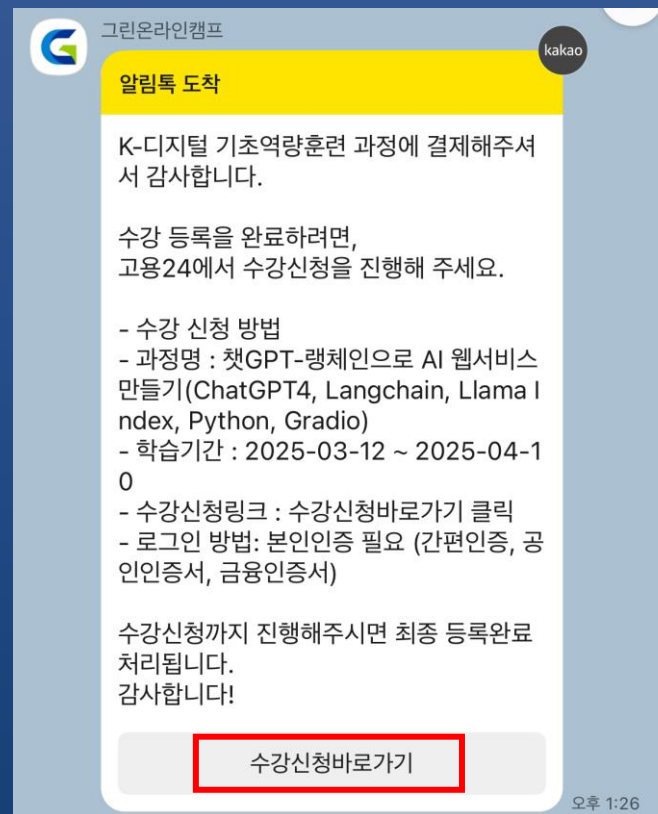 그린온라인캠프
kakao
알림톡 도착
K-디지털 기초역량훈련 과정에 결제해주셔
서 감사합니다.
수강 등록을 완료하려면,
고용24에서 수강신청을 진행해 주세요.
- 수강 신청 방법
- 과정명 : 챗GPT-랭체인으로 AI 웹서비스
만들기(ChatGPT4, Langchain, Llama I
ndex, Python, Gradio)
- 학습기간 : 2025-03-12 ~ 2025-04-1
0
- 수강신청링크 : 수강신청바로가기 클릭
- 로그인 방법: 본인인증 필요 (간편인증, 공
인인증서, 금융인증서)
수강신청까지 진행해주시면 최종 등록완료
처리됩니다.
감사합니다!
수강신청바로가기
오후 1:26